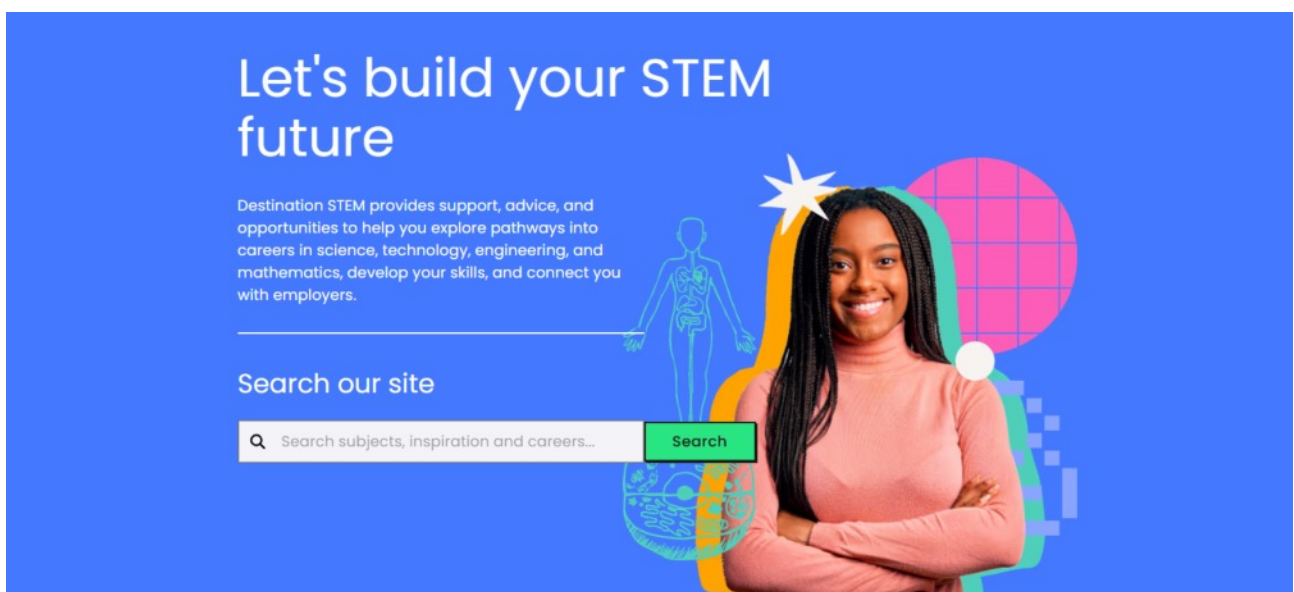 Let's build your STEM
future
Destination STEM provides support, advice, and
opportunities to help you explore pathways into
careers in science, technology, engineering, and
mathematics, develop your skills, and connect you
with employers.
Search our site
Search subjects, inspiration and careers...
Search